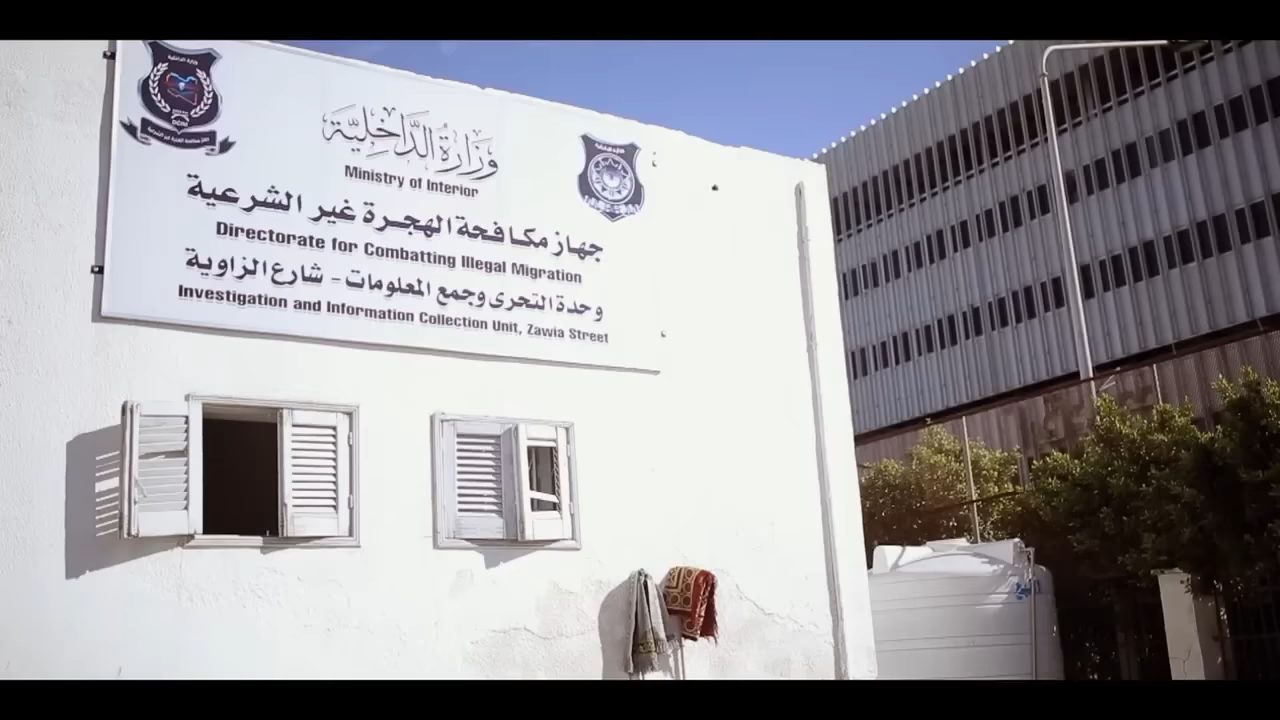 وزارة الداخلية
Ministry of Interior
جهاز مكافحة الهجرة غير الشرعية
Directorate for Combatting Illegal Migration
وحدة التحرى وجمع المعلومات - شارع الزاوية
Investigation and Information Collection Unit, Zawia Street